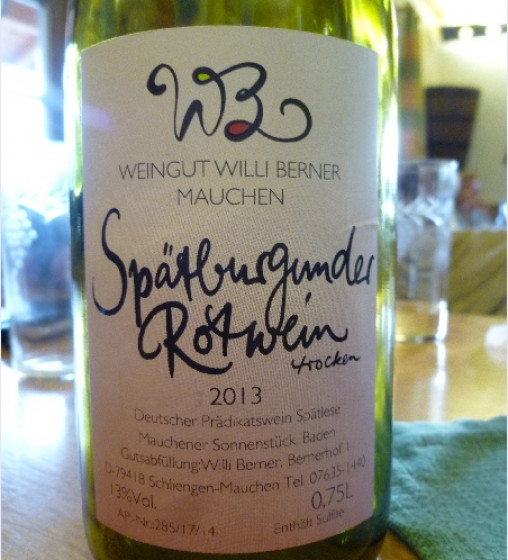 WB
WEINGUT WILLI BERNER
MAUCHEN
Spätburgunder
Rotwein
trocken
2013
Deutscher Prädikatswein Spätlese
Mauchener Sonnenstück, Baden
Gutsabfüllung: Willi Berner, Bernerhof 1
D-79418 Schliengen-Mauchen Tel. 07635-1440
13%Vol. 0,75L
AP.-Nr.:285/17/14 Enthält Sulfite